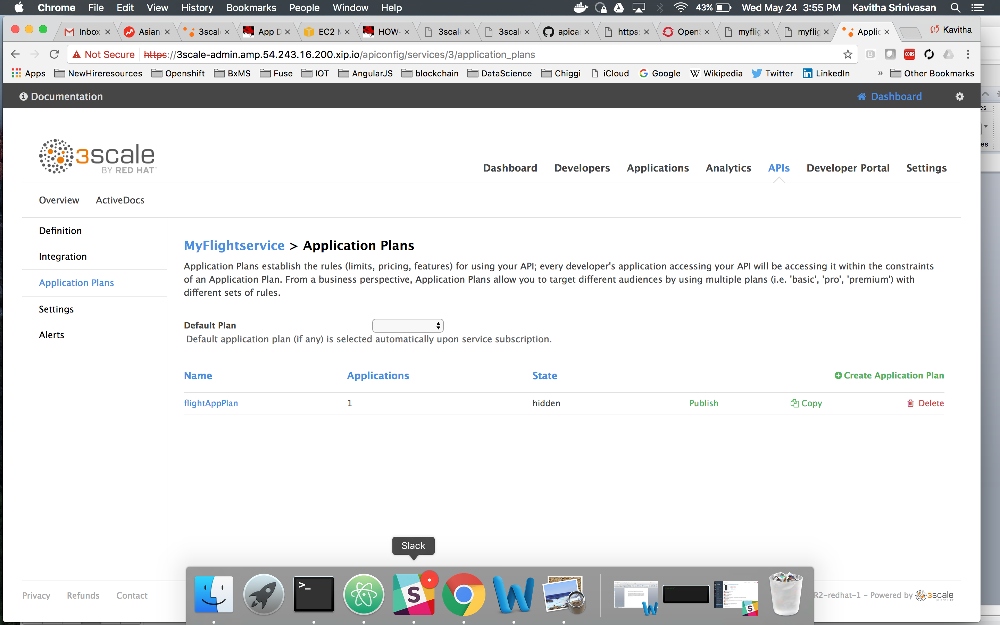 Chrome File Edit View History Bookmarks People Window Help 43% Wed May 24 3:55 PM Kavitha Srinivasan
Inbox Asian 3scale App D EC2 M HOW- 3scale 3scal apica https: Open myflig myflig Applic Kavitha
Not Secure https://3scale-admin.amp.54.243.16.200.xip.io/apiconfig/services/3/application_plans CORS
Apps NewHireresources Openshift BxMS Fuse IOT AngularJS blockchain DataScience Chiggi iCloud Google Wikipedia Twitter LinkedIn » Other Bookmarks
Documentation Dashboard
es
es
3scale
BY RED HAT
Dashboard Developers Applications Analytics APIs Developer Portal Settings
Overview ActiveDocs
Definition
Integration
Application Plans
Settings
Alerts
MyFlightservice > Application Plans
Application Plans establish the rules (limits, pricing, features) for using your API; every developer's application accessing your API will be accessing it within the constraints
of an Application Plan. From a business perspective, Application Plans allow you to target different audiences by using multiple plans (i.e. 'basic', 'pro', 'premium') with
different sets of rules.
Default Plan
Default application plan (if any) is selected automatically upon service subscription.
Name Applications State Create Application Plan
flightAppPlan 1 hidden Publish Copy Delete
Slack
Privacy Refunds Contact
R2-redhat-1 - Powered by 3scale
BY RED HAT